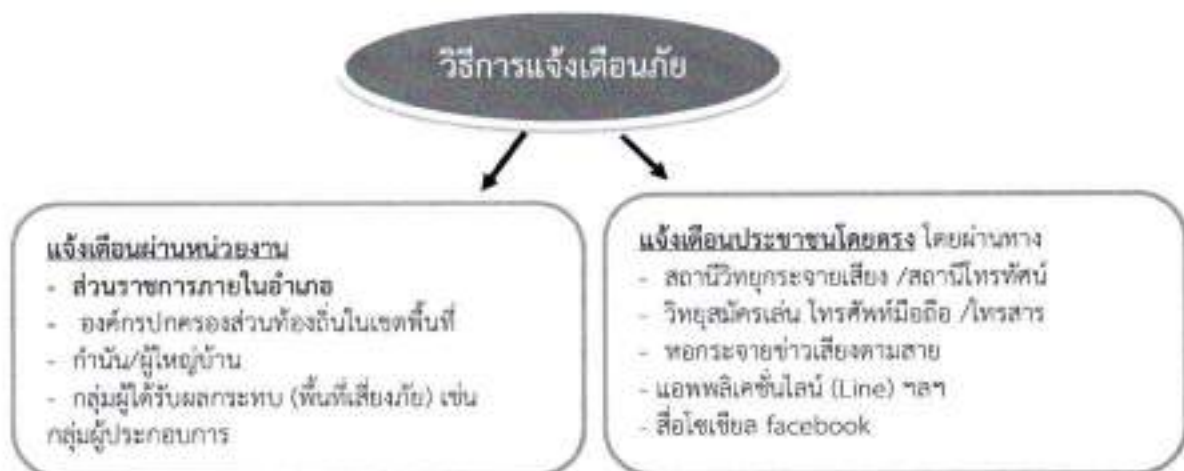 วิธีการแจ้งเตือนภัย
แจ้งเตือนผ่านหน่วยงาน
- ส่วนราชการภายในอำเภอ
- องค์กรปกครองส่วนท้องถิ่นในเขตพื้นที่
- กำนัน/ผู้ใหญ่บ้าน
- กลุ่มผู้ได้รับผลกระทบ (พื้นที่เสี่ยงภัย) เช่น
กลุ่มผู้ประกอบการ
แจ้งเตือนประชาชนโดยตรง โดยผ่านทาง
- สถานีวิทยุกระจายเสียง /สถานีโทรทัศน์
- วิทยุสมัครเล่น โทรศัพท์มือถือ /โทรสาร
- หอกระจายข่าวเสียงตามสาย
- แอพพลิเคชั่นไลน์ (Line) ฯลฯ
- สื่อโซเชียล facebook